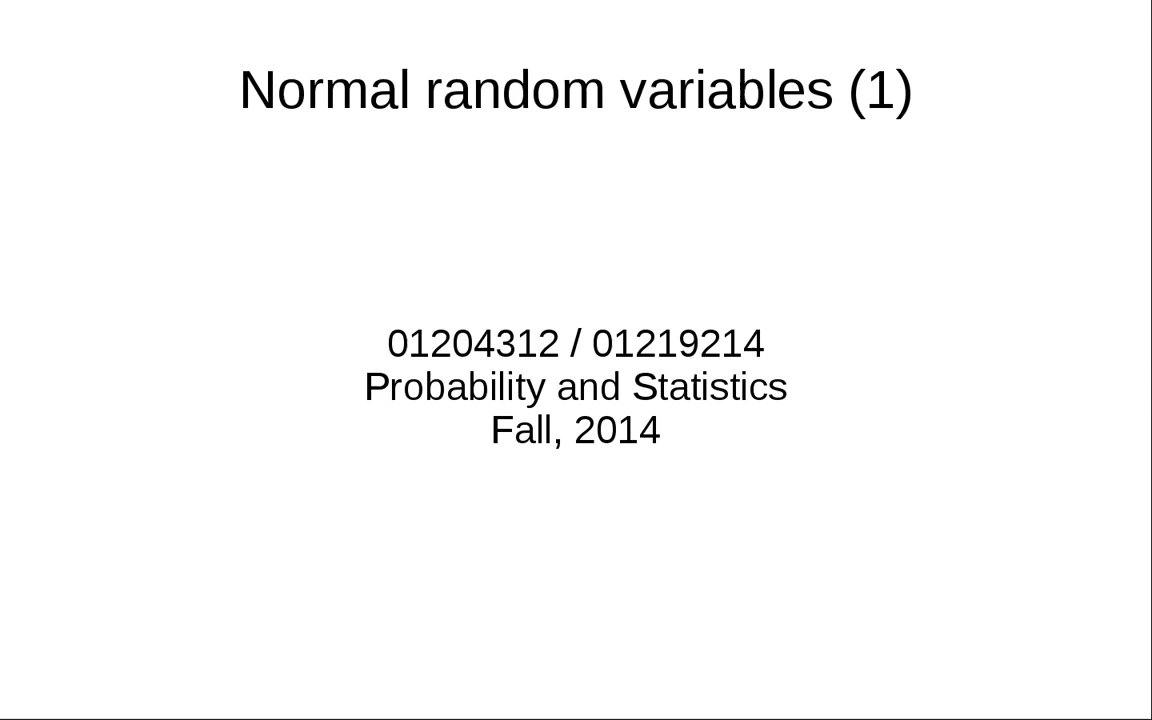 Normal random variables (1)
01204312 / 01219214
Probability and Statistics
Fall, 2014